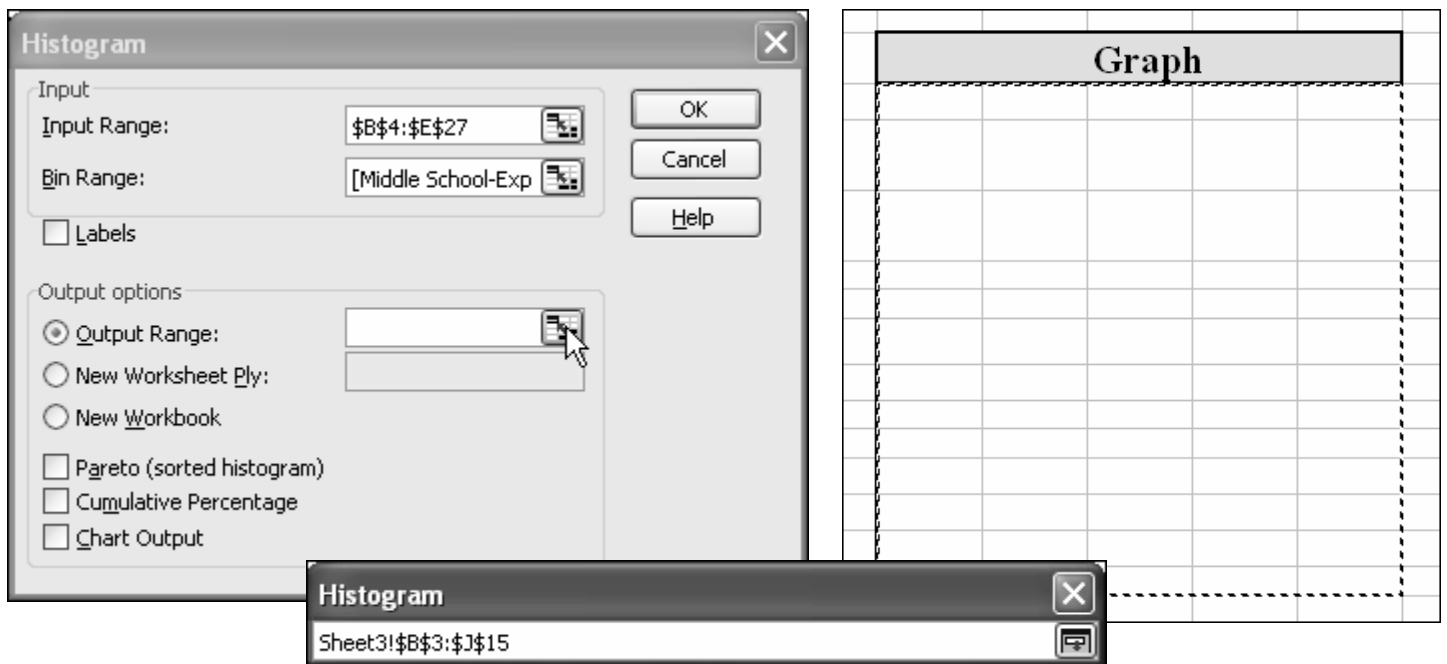 Histogram
Input
Input Range:
$B$4:$E$27
Bin Range:
[Middle School-Exp
Labels
OK
Cancel
Help
Output options
Output Range:
New Worksheet Ply:
New Workbook
Pareto (sorted histogram)
Cumulative Percentage
Chart Output
Graph
Histogram
Sheet3!$B$3:$J$15